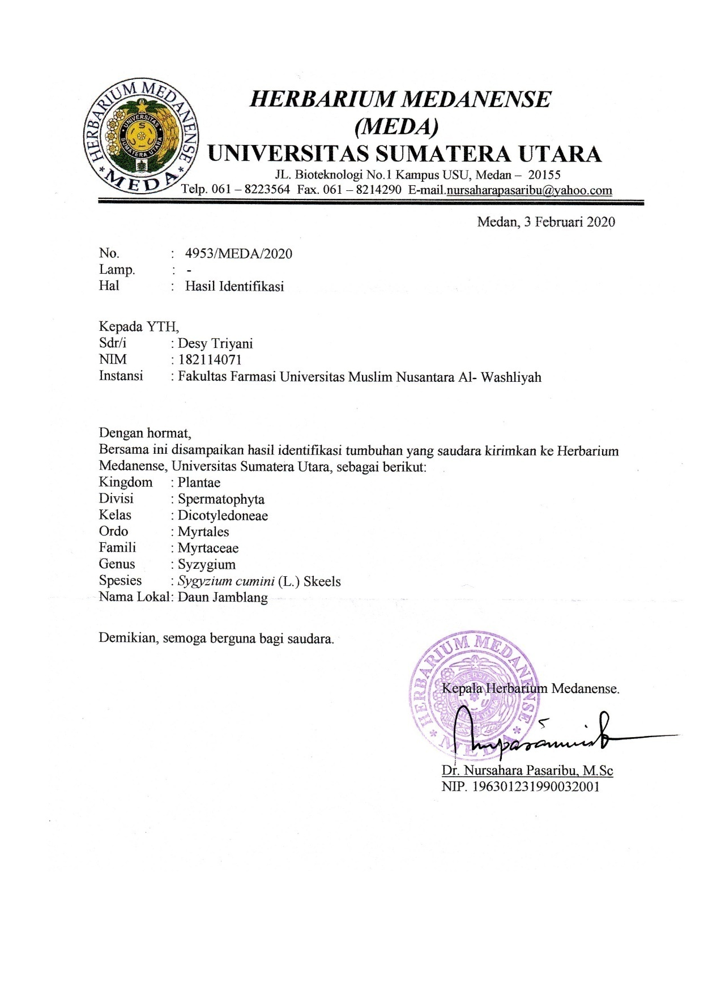 HERBARIUM MEDANENSE
MEDA
UNIVERSITAS
SUMATERA UTARA
HERBARIUM MEDANENSE
(MEDA)
UNIVERSITAS SUMATERA UTARA
JL. Bioteknologi No.1 Kampus USU, Medan – 20155
Telp. 061 – 8223564 Fax. 061 – 8214290 E-mail.nursaharapasaribu@yahoo.com
Medan, 3 Februari 2020
No. : 4953/MEDA/2020
Lamp. : -
Hal : Hasil Identifikasi
Kepada YTH,
Sdr/i : Desy Triyani
NIM : 182114071
Instansi : Fakultas Farmasi Universitas Muslim Nusantara Al- Washliyah
Dengan hormat,
Bersama ini disampaikan hasil identifikasi tumbuhan yang saudara kirimkan ke Herbarium
Medanense, Universitas Sumatera Utara, sebagai berikut:
Kingdom : Plantae
Divisi : Spermatophyta
Kelas : Dicotyledoneae
Ordo : Myrtales
Famili : Myrtaceae
Genus : Syzygium
Spesies : Sygyzium cumini (L.) Skeels
Nama Lokal: Daun Jamblang
Demikian, semoga berguna bagi saudara.
HERBARIUM MEDANENSE
MEDA
Kepala Herbarium Medanense.
Dr. Nursahara Pasaribu, M.Sc
NIP. 196301231990032001